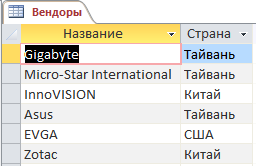 Вендоры
Название Страна
Gigabyte Тайвань
Micro-Star International Тайвань
InnoVISION Китай
Asus Тайвань
EVGA США
Zotac Китай